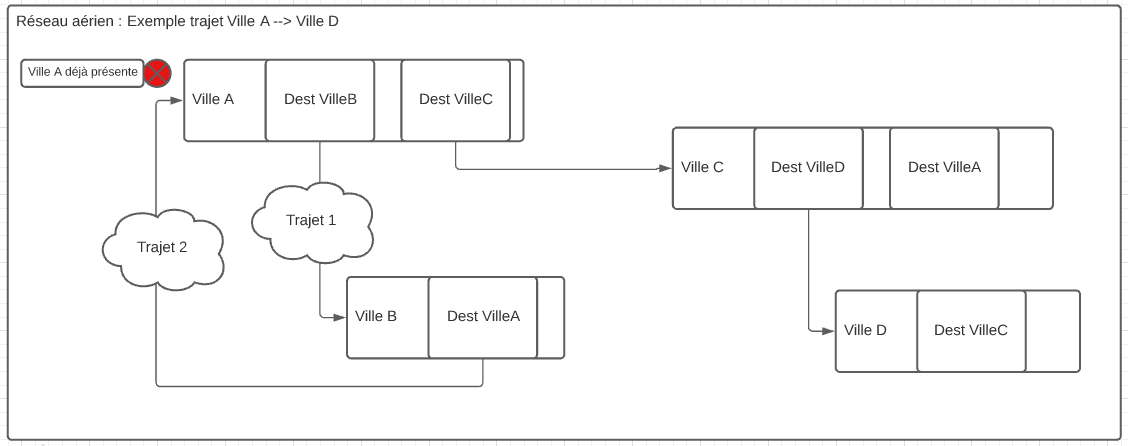 Réseau aérien : Exemple trajet Ville A --> Ville D
Ville A déjà présente
Ville A
Dest VilleB
Dest VilleC
Ville C
Dest VilleD
Dest VilleA
Trajet 1
Trajet 2
Ville B
Dest VilleA
Ville D
Dest VilleC